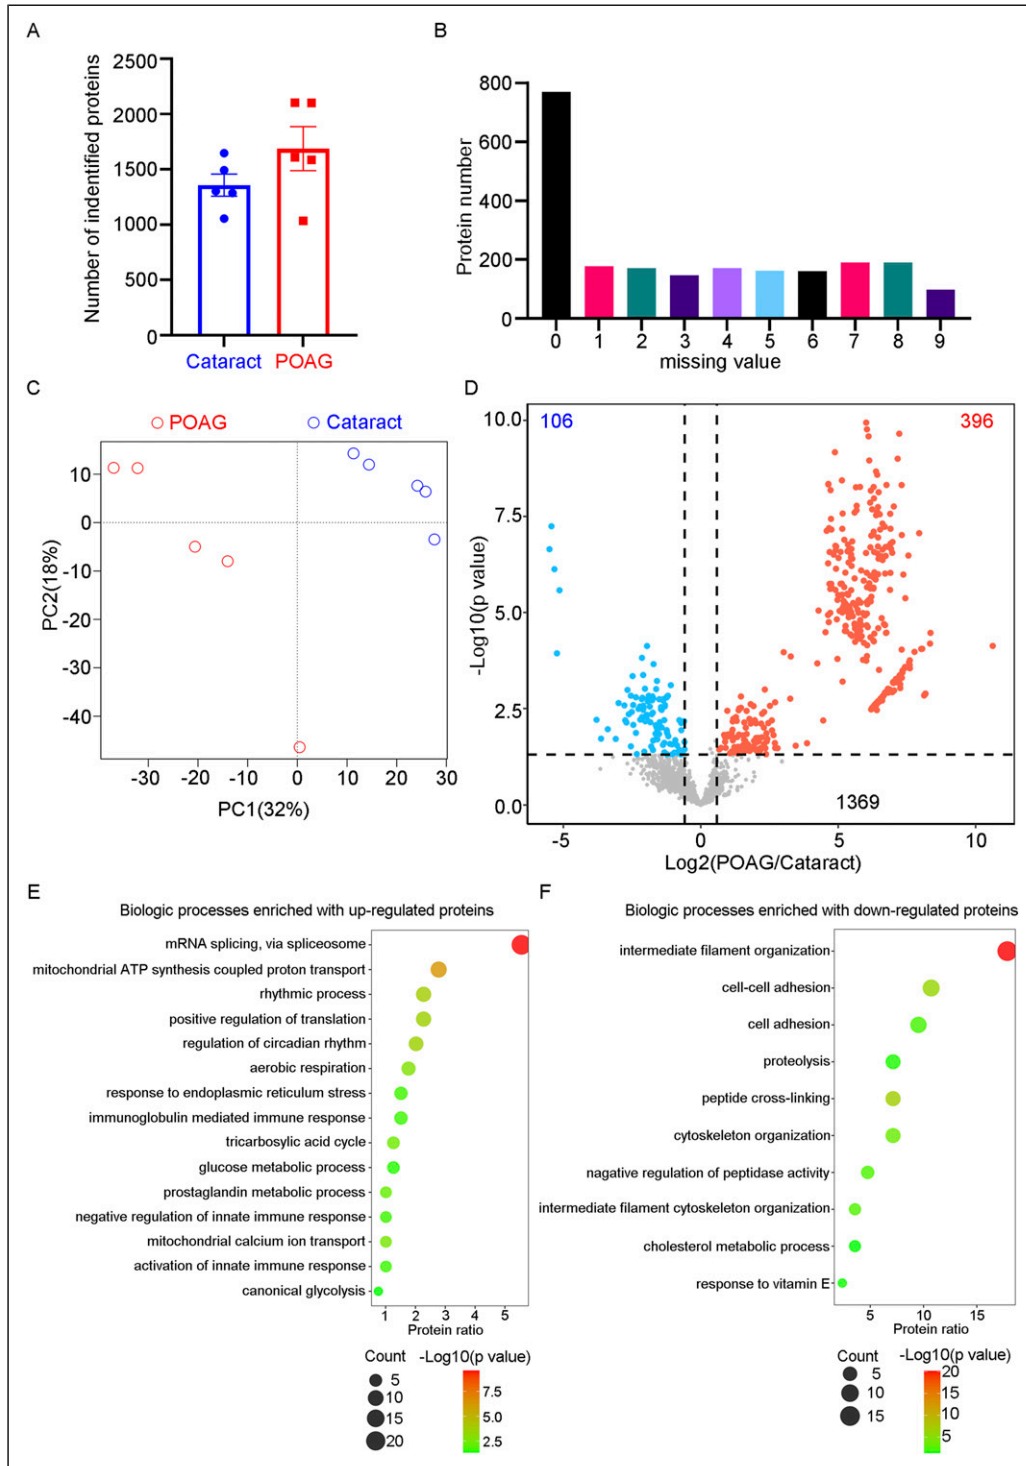 A
Number of indentified proteins
2500
2000
1500
1000
500
0
Cataract
POAG
B
Protein number
800
600
400
200
0
0 1 2 3 4 5 6 7 8 9
missing value
C
POAG
Cataract
PC2(18%)
10
0
-10
-20
-30
-40
-30 -20 -10 0 10 20 30
PC1(32%)
D
106
396
1369
-Log10(p value)
10.0
7.5
5.0
2.5
0.0
-5 0 5 10
Log2(POAG/Cataract)
E
Biologic processes enriched with up-regulated proteins
mRNA splicing, via spliceosome
mitochondrial ATP synthesis coupled proton transport
rhythmic process
positive regulation of translation
regulation of circadian rhythm
aerobic respiration
response to endoplasmic reticulum stress
immunoglobulin mediated immune response
tricarbosylic acid cycle
glucose metabolic process
prostaglandin metabolic process
negative regulation of innate immune response
mitochondrial calcium ion transport
activation of innate immune response
canonical glycolysis
1 2 3 4 5
Protein ratio
Count
5
10
15
20
-Log10(p value)
7.5
5.0
2.5
F
Biologic processes enriched with down-regulated proteins
intermediate filament organization
cell-cell adhesion
cell adhesion
proteolysis
peptide cross-linking
cytoskeleton organization
nagative regulation of peptidase activity
intermediate filament cytoskeleton organization
cholesterol metabolic process
response to vitamin E
5 10 15
Protein ratio
Count
5
10
15
-Log10(p value)
20
15
10
5